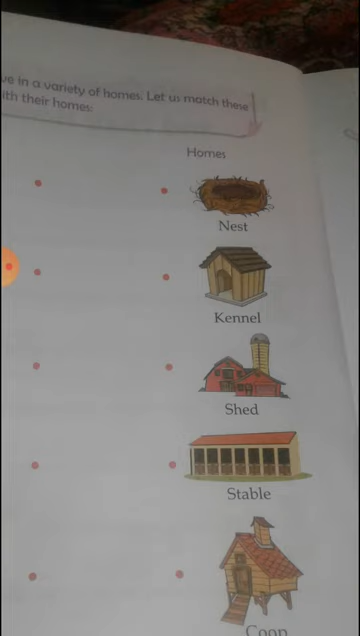 ve in a variety of homes. Let us match these
ith their homes:
Homes
Nest
Kennel
Shed
Stable
Coop